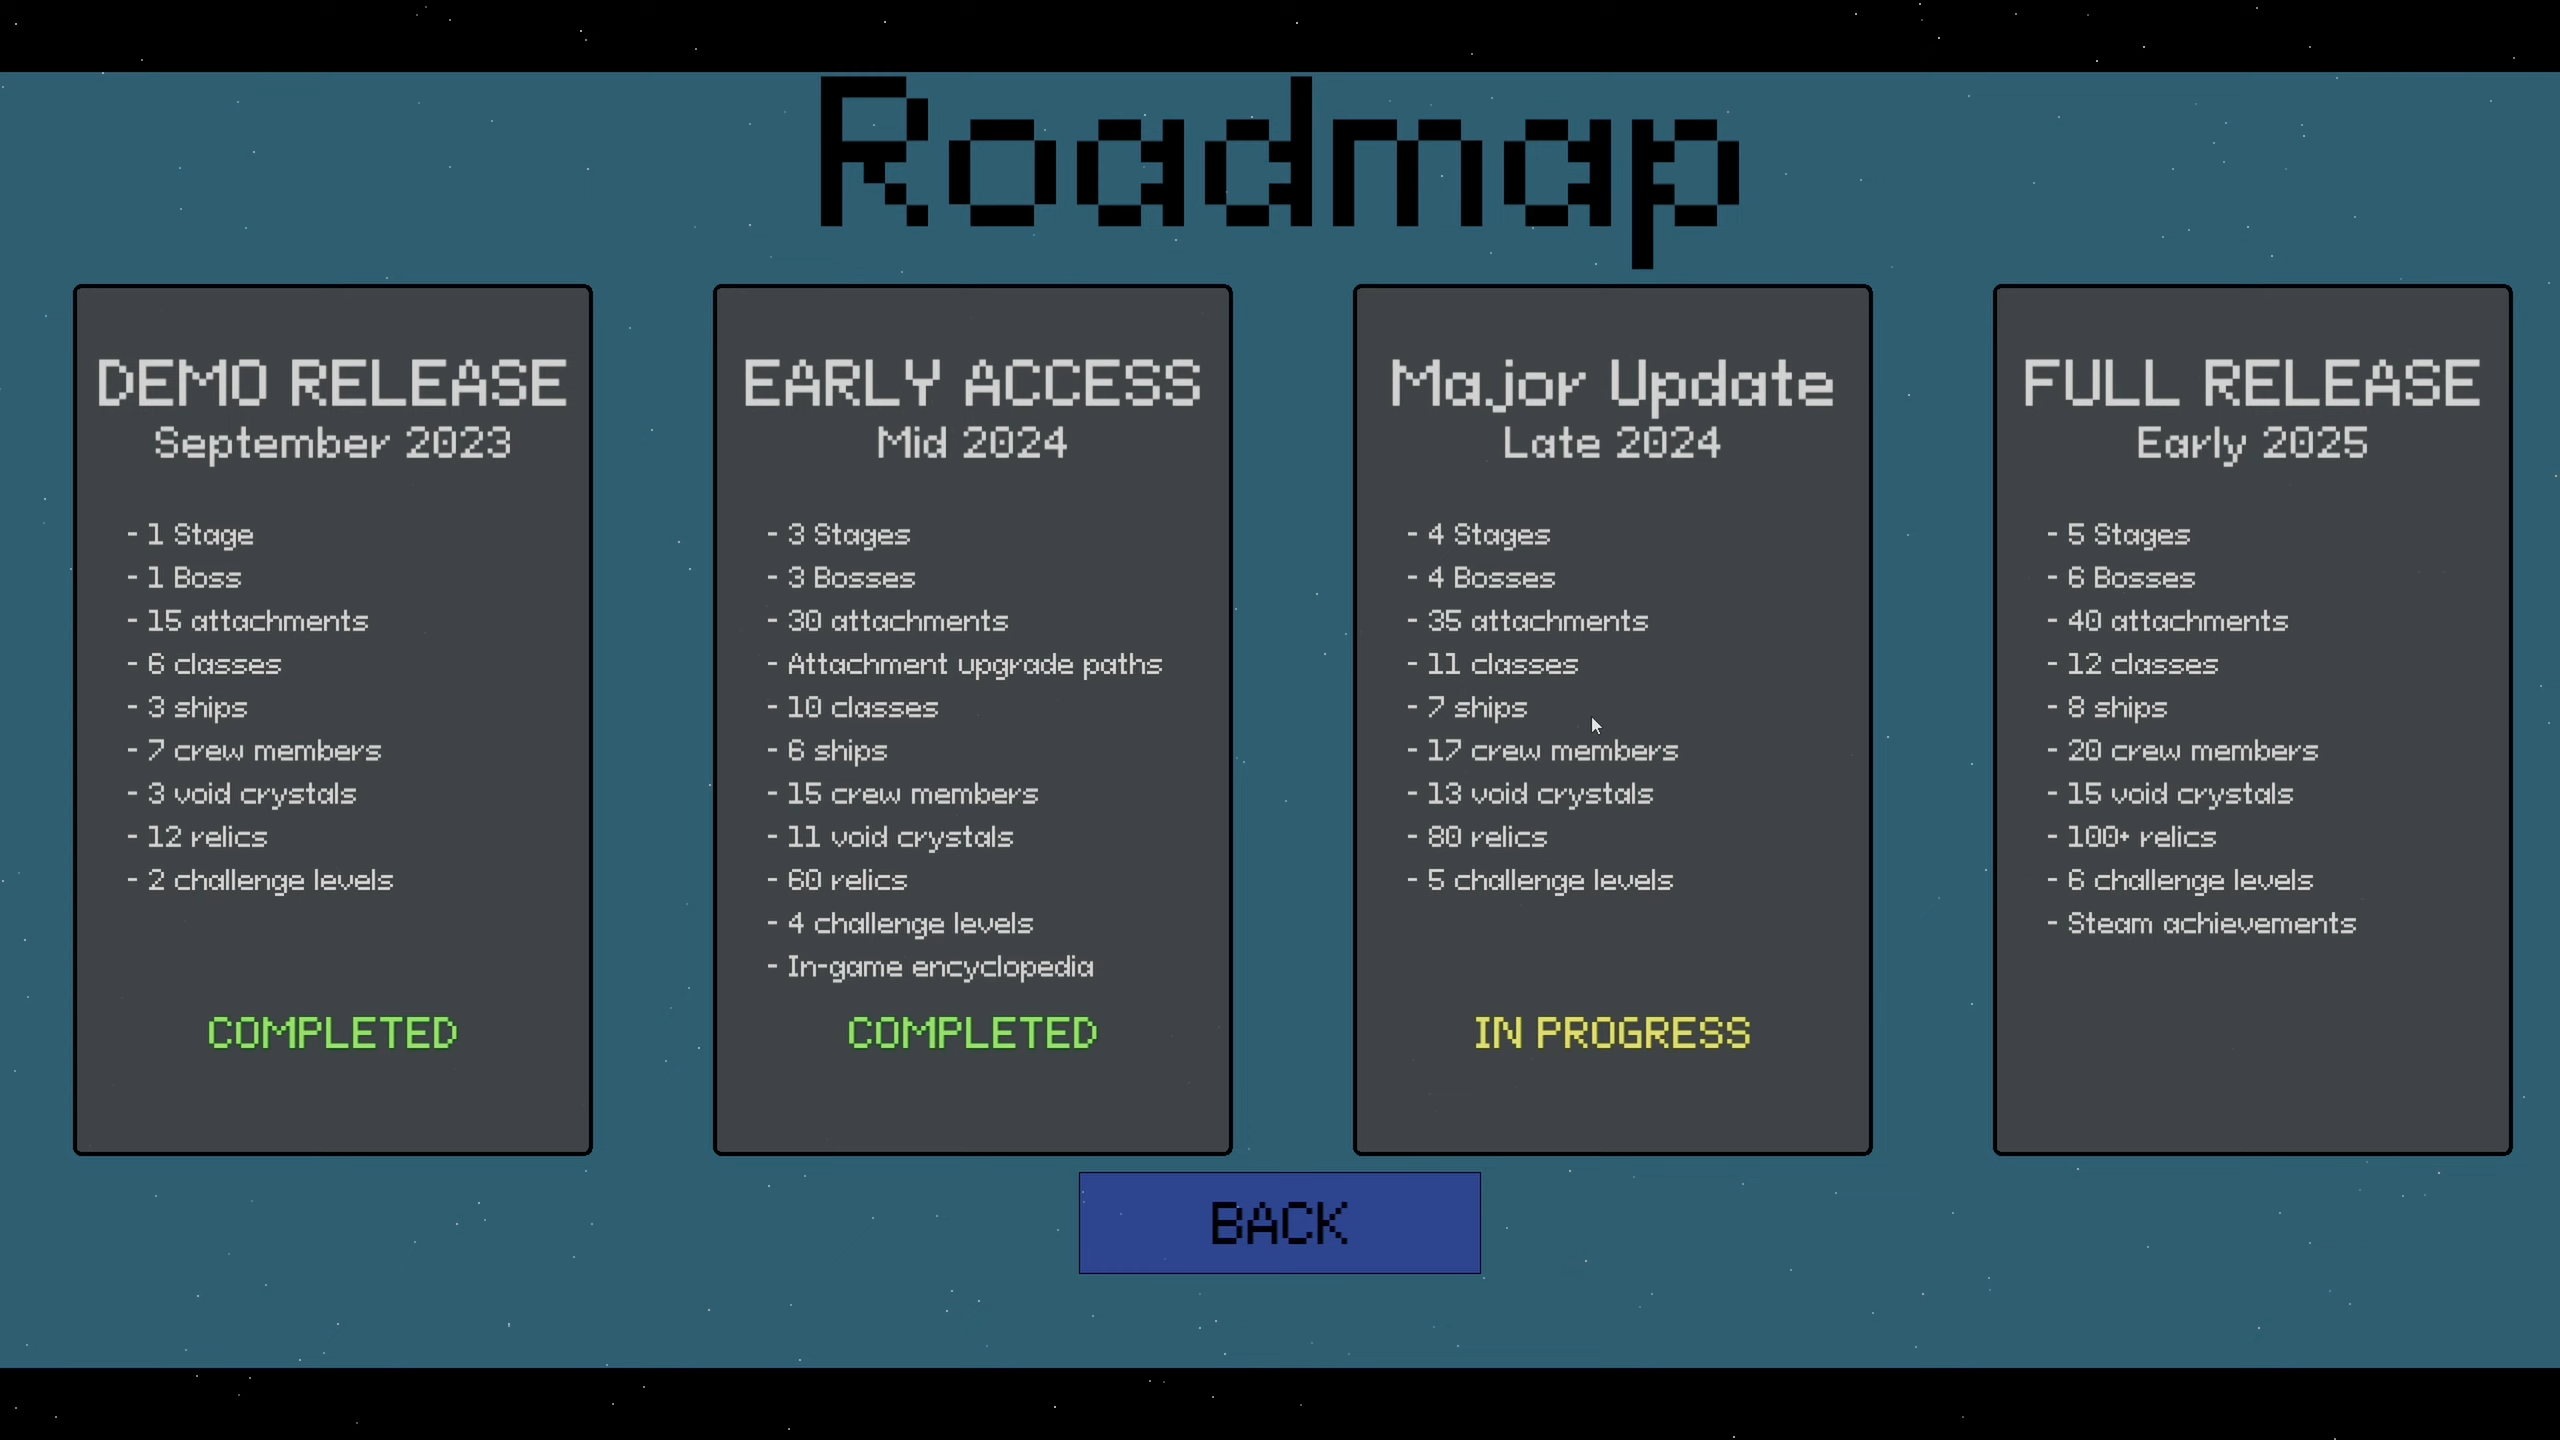 Roadmap
DEMO RELEASE
September 2023
- 1 Stage
- 1 Boss
- 15 attachments
- 6 classes
- 3 ships
- 7 crew members
- 3 void crystals
- 12 relics
- 2 challenge levels
COMPLETED
EARLY ACCESS
Mid 2024
- 3 Stages
- 3 Bosses
- 30 attachments
- Attachment upgrade paths
- 10 classes
- 6 ships
- 15 crew members
- 11 void crystals
- 60 relics
- 4 challenge levels
- In-game encyclopedia
COMPLETED
Major Update
Late 2024
- 4 Stages
- 4 Bosses
- 35 attachments
- 11 classes
- 7 ships
- 17 crew members
- 13 void crystals
- 80 relics
- 5 challenge levels
IN PROGRESS
FULL RELEASE
Early 2025
- 5 Stages
- 6 Bosses
- 40 attachments
- 12 classes
- 8 ships
- 20 crew members
- 15 void crystals
- 100+ relics
- 6 challenge levels
- Steam achievements
BACK